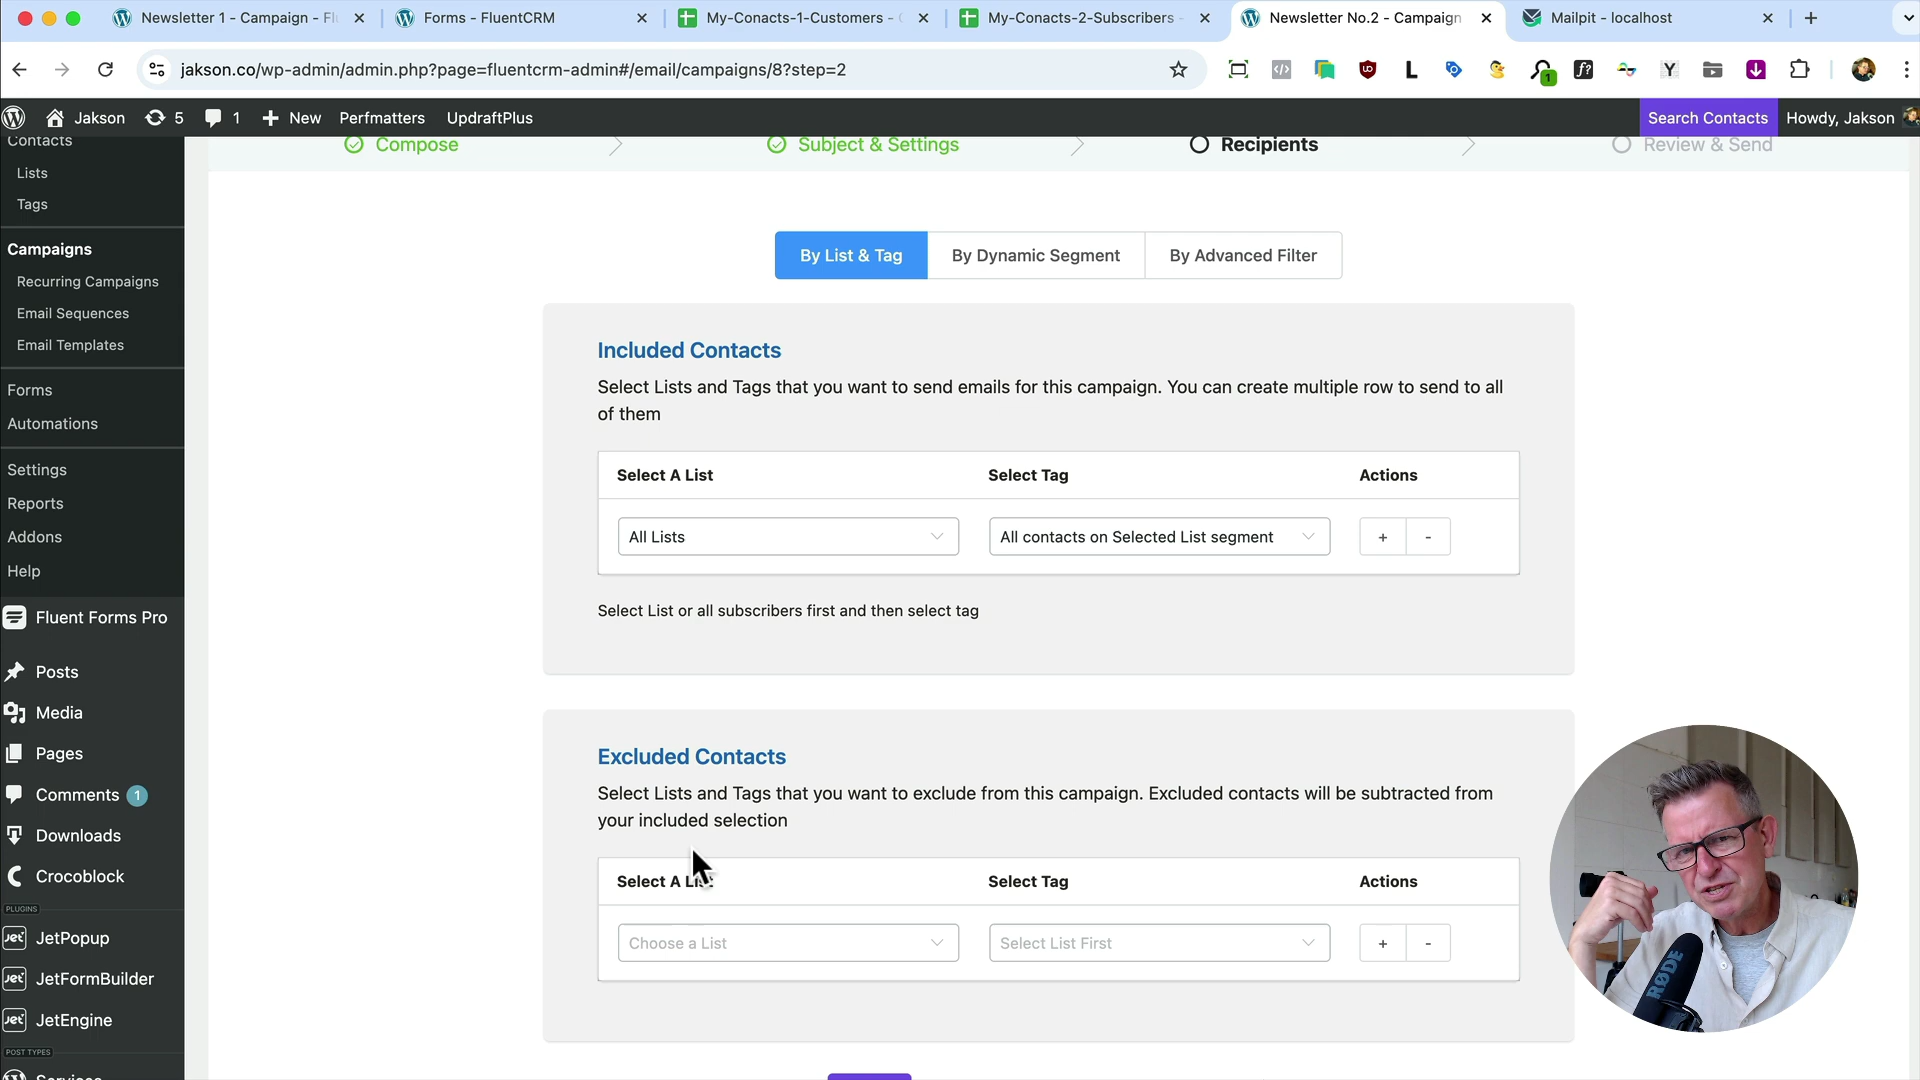 Newsletter 1 - Campaign - Fl
Forms - FluentCRM
My-Conacts-1-Customers -
My-Conacts-2-Subscribers -
Newsletter No.2 - Campaign
Mailpit - localhost
jakson.co/wp-admin/admin.php?page=fluentcrm-admin#/email/campaigns/8?step=2
Jakson
5
1
New
Perfmatters
UpdraftPlus
Search Contacts
Howdy, Jakson
Contacts
Lists
Tags
Campaigns
Recurring Campaigns
Email Sequences
Email Templates
Forms
Automations
Settings
Reports
Addons
Help
Fluent Forms Pro
Posts
Media
Pages
Comments 1
Downloads
Crocoblock
PLUGINS
Jet JetPopup
Jet JetFormBuilder
Jet JetEngine
POST TYPES
Services
Compose
Subject & Settings
Recipients
Review & Send
By List & Tag
By Dynamic Segment
By Advanced Filter
Included Contacts
Select Lists and Tags that you want to send emails for this campaign. You can create multiple row to send to all
of them
Select A List
Select Tag
Actions
All Lists
All contacts on Selected List segment
+
-
Select List or all subscribers first and then select tag
Excluded Contacts
Select Lists and Tags that you want to exclude from this campaign. Excluded contacts will be subtracted from
your included selection
Select A List
Select Tag
Actions
Choose a List
Select List First
+
-
RØDE